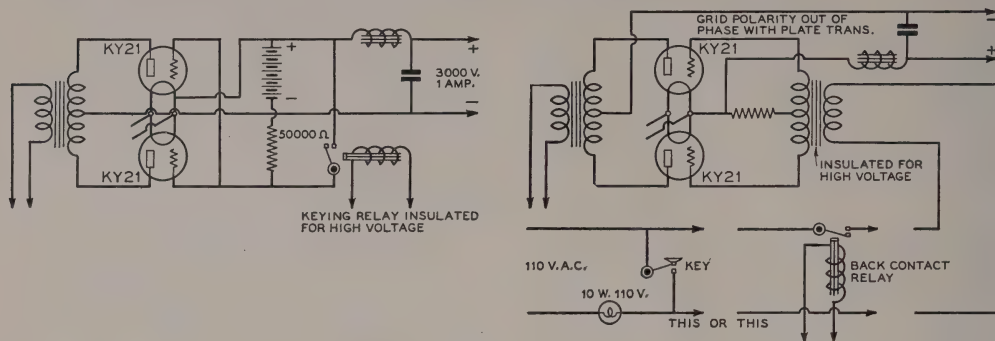 KY21
+
−
50000 Ω
+
3000 V.
1 AMP.
−
KY21
KEYING RELAY INSULATED
FOR HIGH VOLTAGE
GRID POLARITY OUT OF
PHASE WITH PLATE TRANS.
−
+
KY21
KY21
INSULATED FOR
HIGH VOLTAGE
110 V.A.C.
KEY
10 W. 110 V.
BACK CONTACT
RELAY
THIS OR THIS